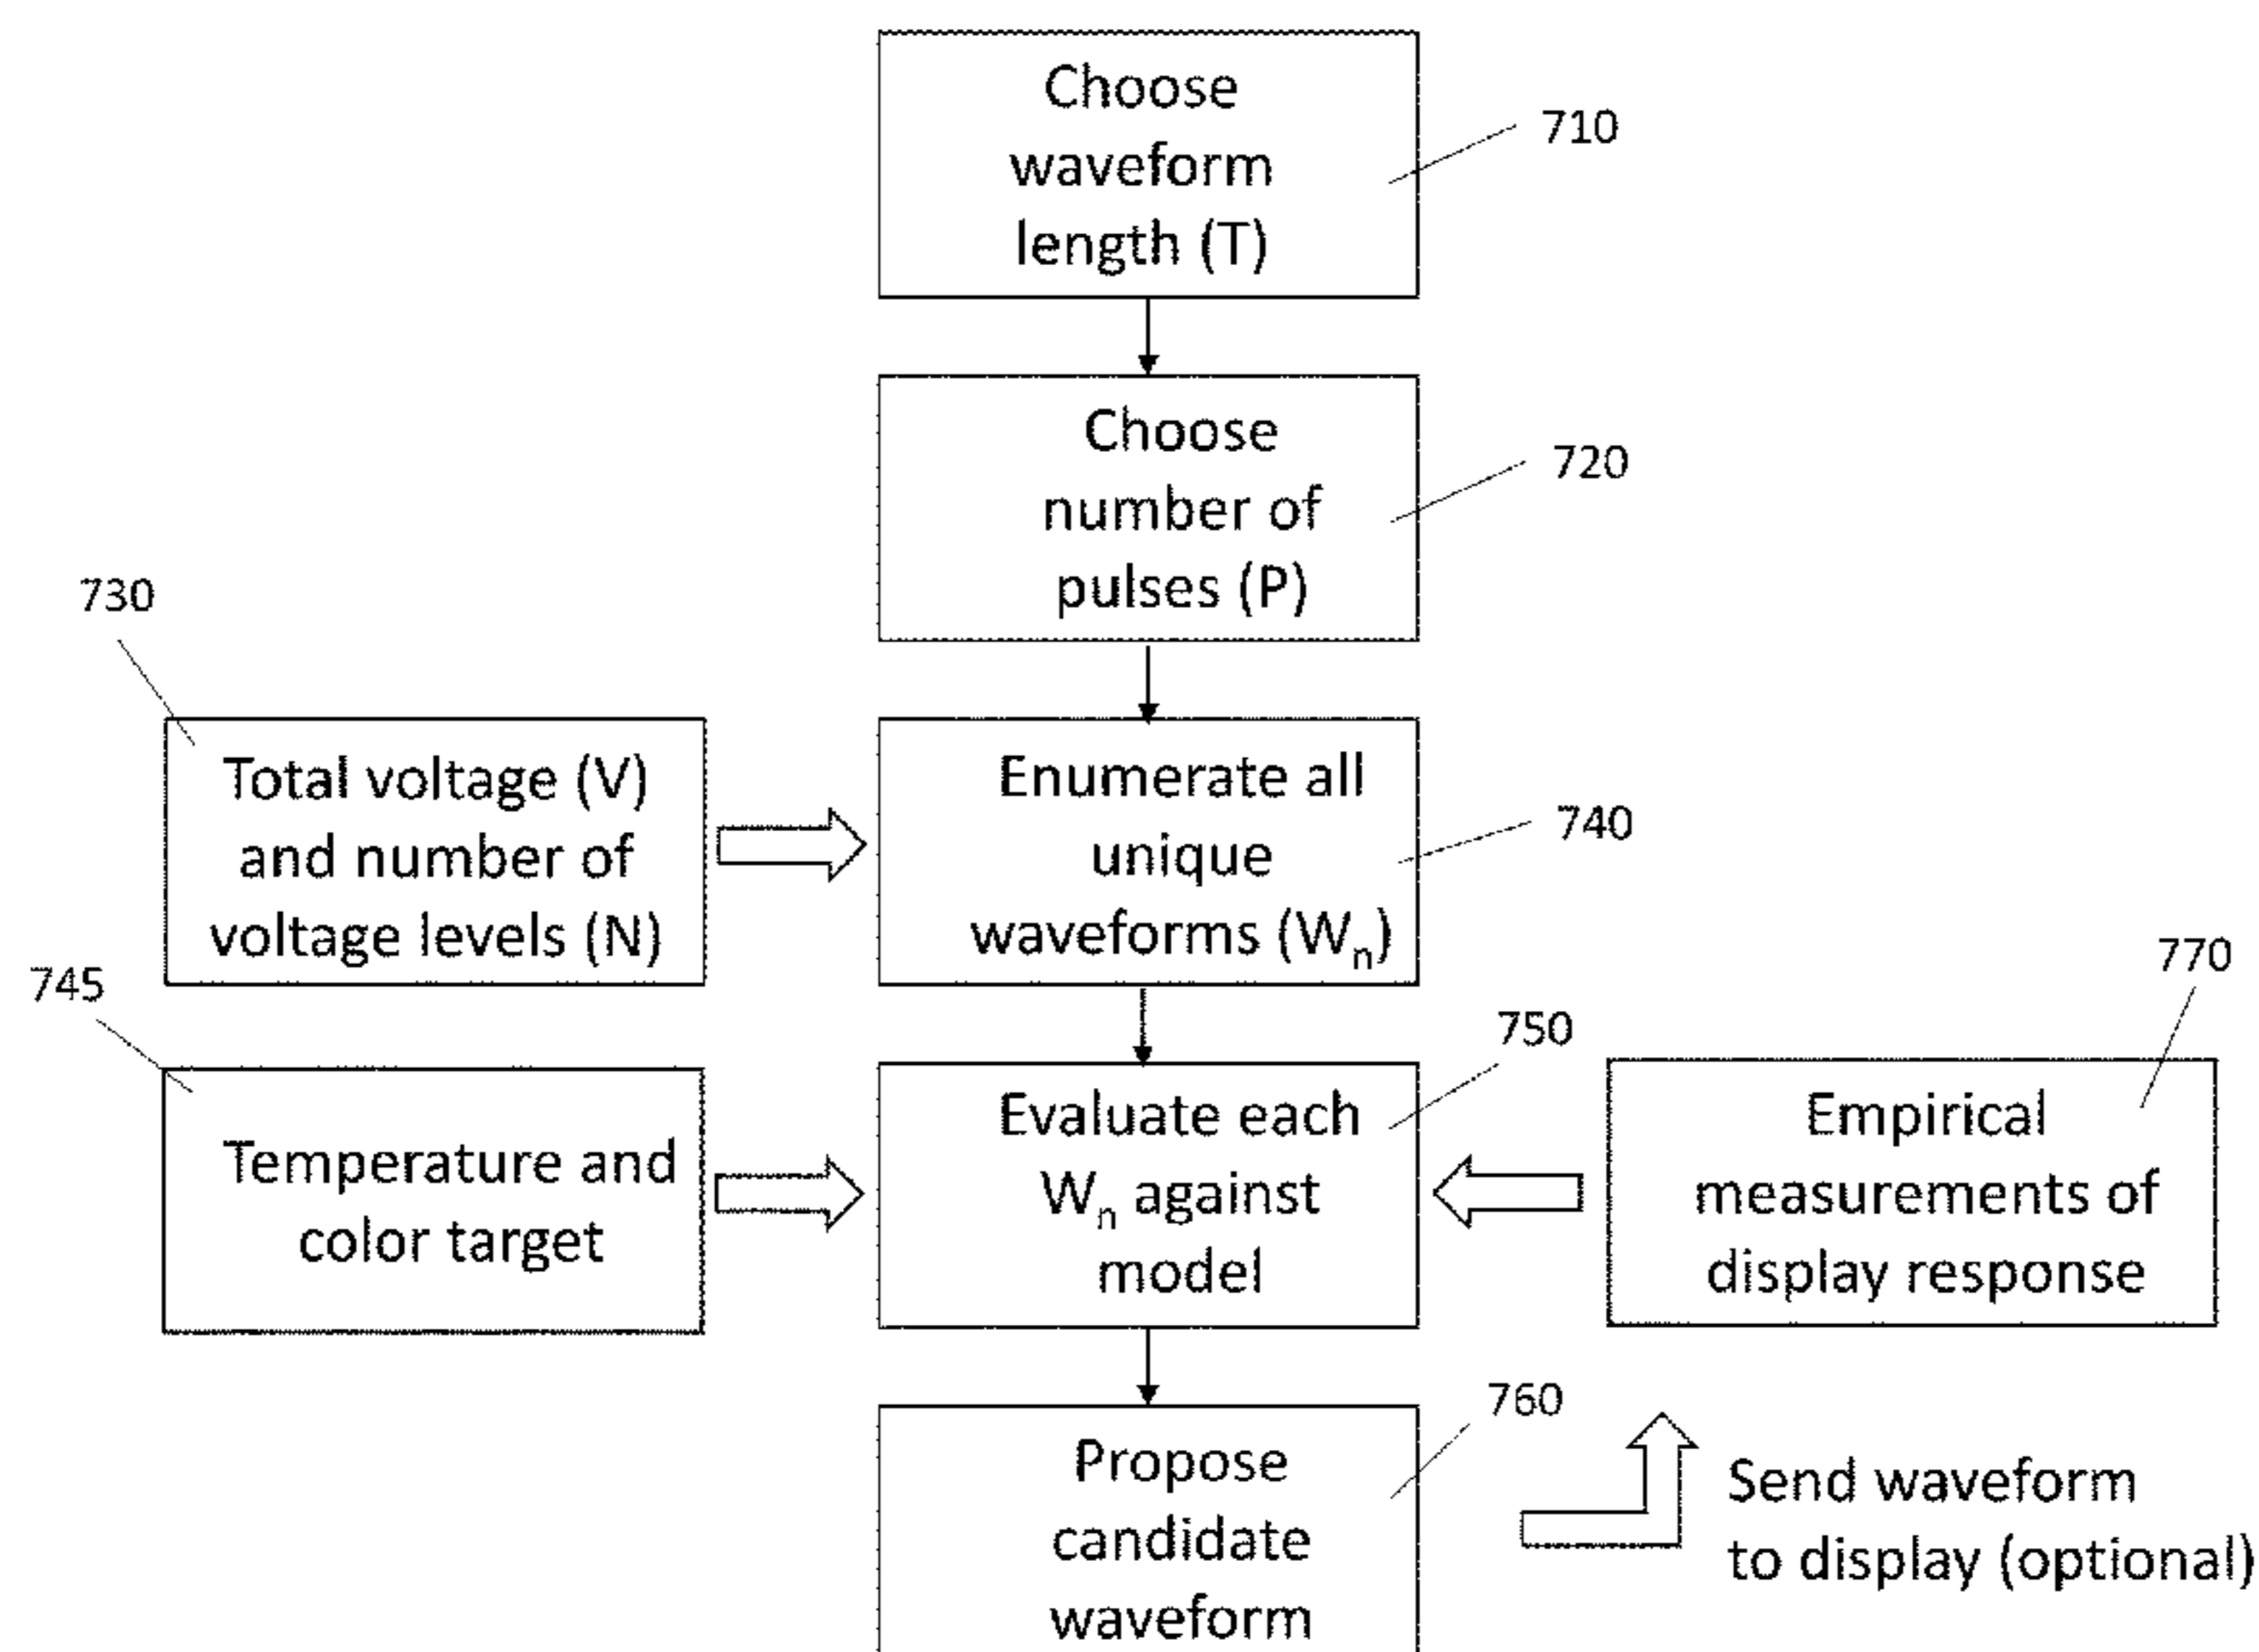 Choose
waveform
length (T)
710
Choose
number of
pulses (P)
720
730
Total voltage (V)
and number of
voltage levels (N)
Enumerate all
unique
waveforms (Wn)
740
745
Temperature and
color target
750
Evaluate each
Wn against
model
770
Empirical
measurements of
display response
760
Propose
candidate
waveform
Send waveform
to display (optional)